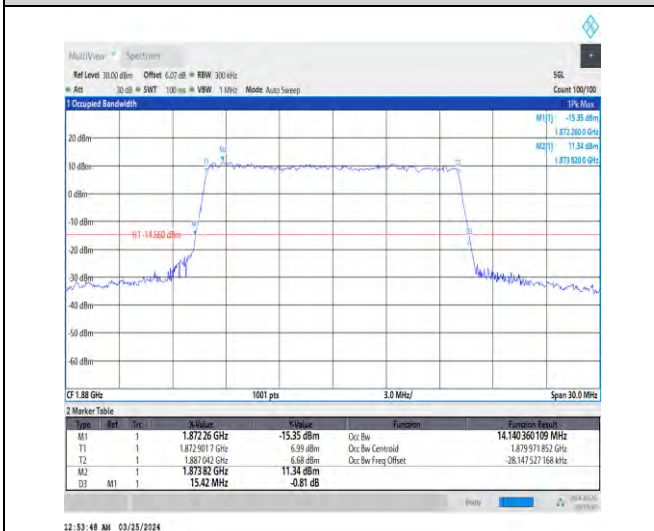 MultiView Spectrum
Ref Level 30.00 dBm Offset 6.07 dB RBW 300 kHz SGL
Att 30 dB SWT 100 ms VBW 1 MHz Mode Auto Sweep Count 100/100
1 Occupied Bandwidth 1Pk Max
M1[1] -15.35 dBm
1.872 260 0 GHz
M2[1] 11.34 dBm
1.873 820 0 GHz
20 dBm
10 dBm
0 dBm
-10 dBm
H1 -14.660 dBm
-20 dBm
-30 dBm
-40 dBm
-50 dBm
-60 dBm
T1
M2
T2
M1
D3
CF 1.88 GHz 1001 pts 3.0 MHz/ Span 30.0 MHz
2 Marker Table
Type Ref Trc X-Value Y-Value Function Function Result
M1 1 1.872 26 GHz -15.35 dBm Occ Bw 14.140 360 109 MHz
T1 1 1.872 901 7 GHz 6.99 dBm Occ Bw Centroid 1.879 971 852 GHz
T2 1 1.887 042 GHz 6.68 dBm Occ Bw Freq Offset -28.147 527 168 kHz
M2 1 1.873 82 GHz 11.34 dBm
D3 M1 1 15.42 MHz -0.81 dB
Ready
12:53:48 AM 03/25/2024